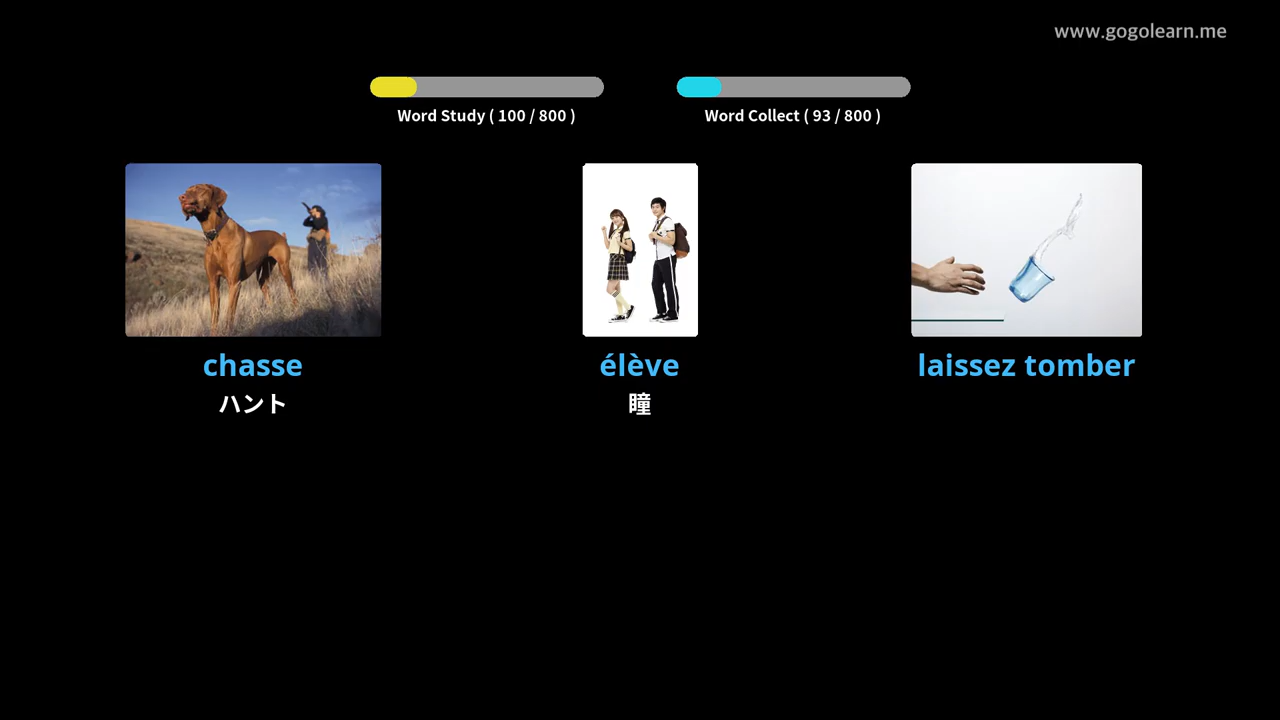 www.gogolearn.me
Word Study ( 100 / 800 )
Word Collect ( 93 / 800 )
chasse
ハント
élève
瞳
laissez tomber